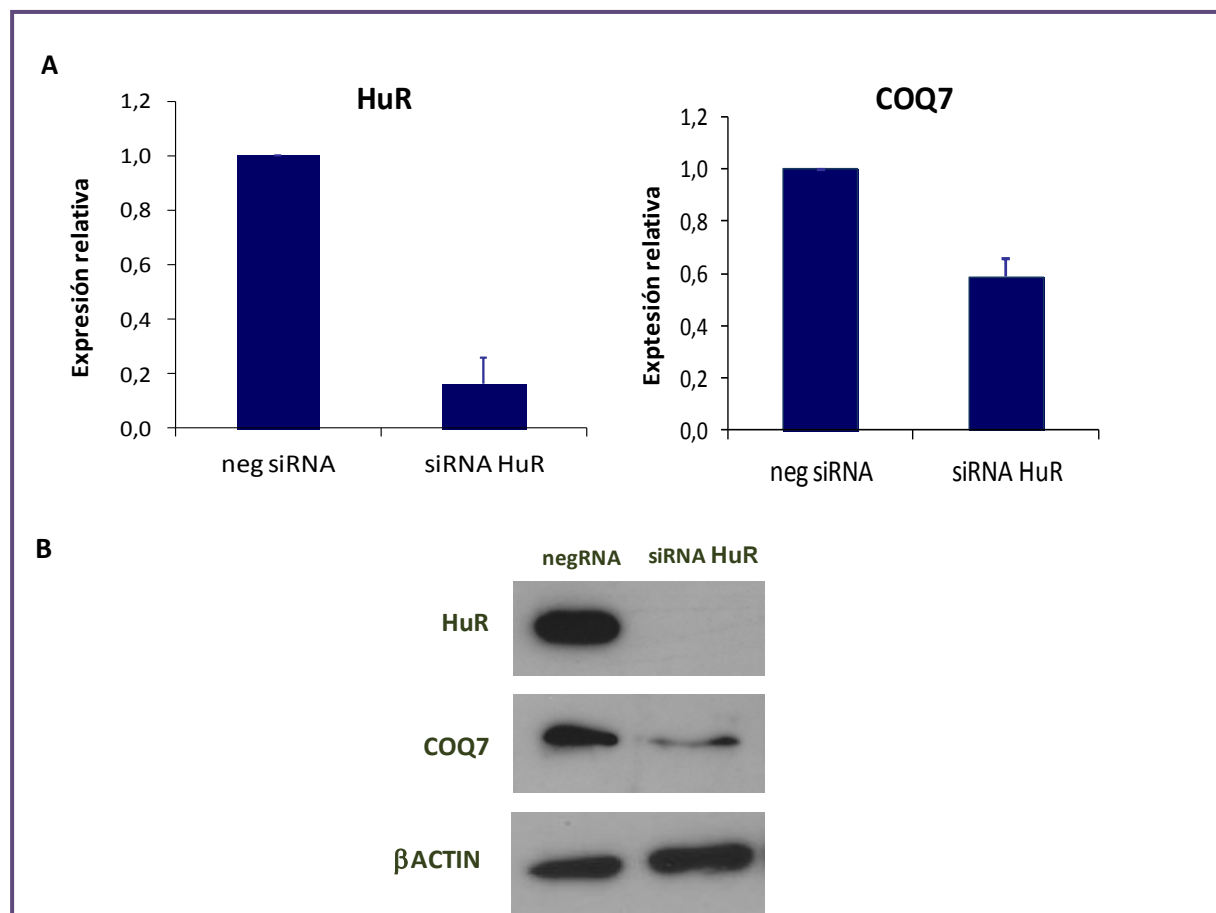 A
HuR
Expresión relativa
1,2
1,0
0,8
0,6
0,4
0,2
0,0
neg siRNA
siRNA HuR
COQ7
Exptesión relativa
1,2
1,0
0,8
0,6
0,4
0,2
0,0
neg siRNA
siRNA HuR
B
negRNA siRNA HuR
HuR
COQ7
βACTIN